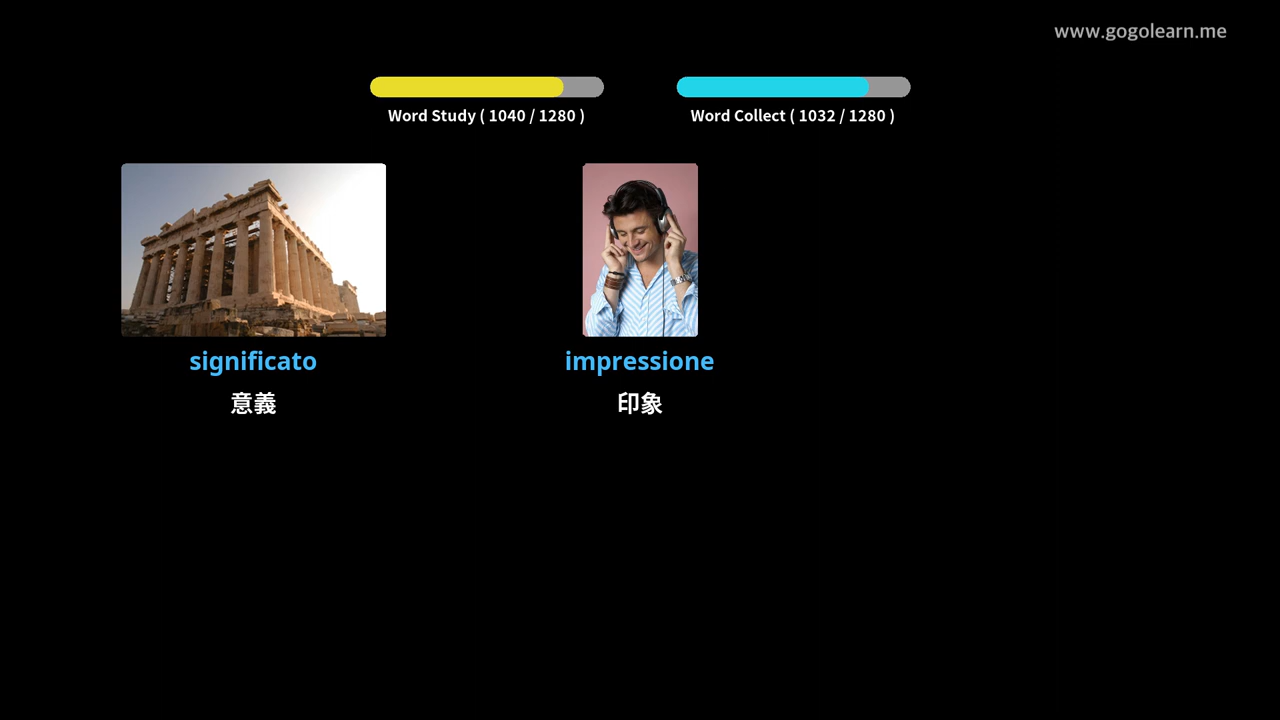 www.gogolearn.me
Word Study ( 1040 / 1280 )
Word Collect ( 1032 / 1280 )
significato
意義
impressione
印象